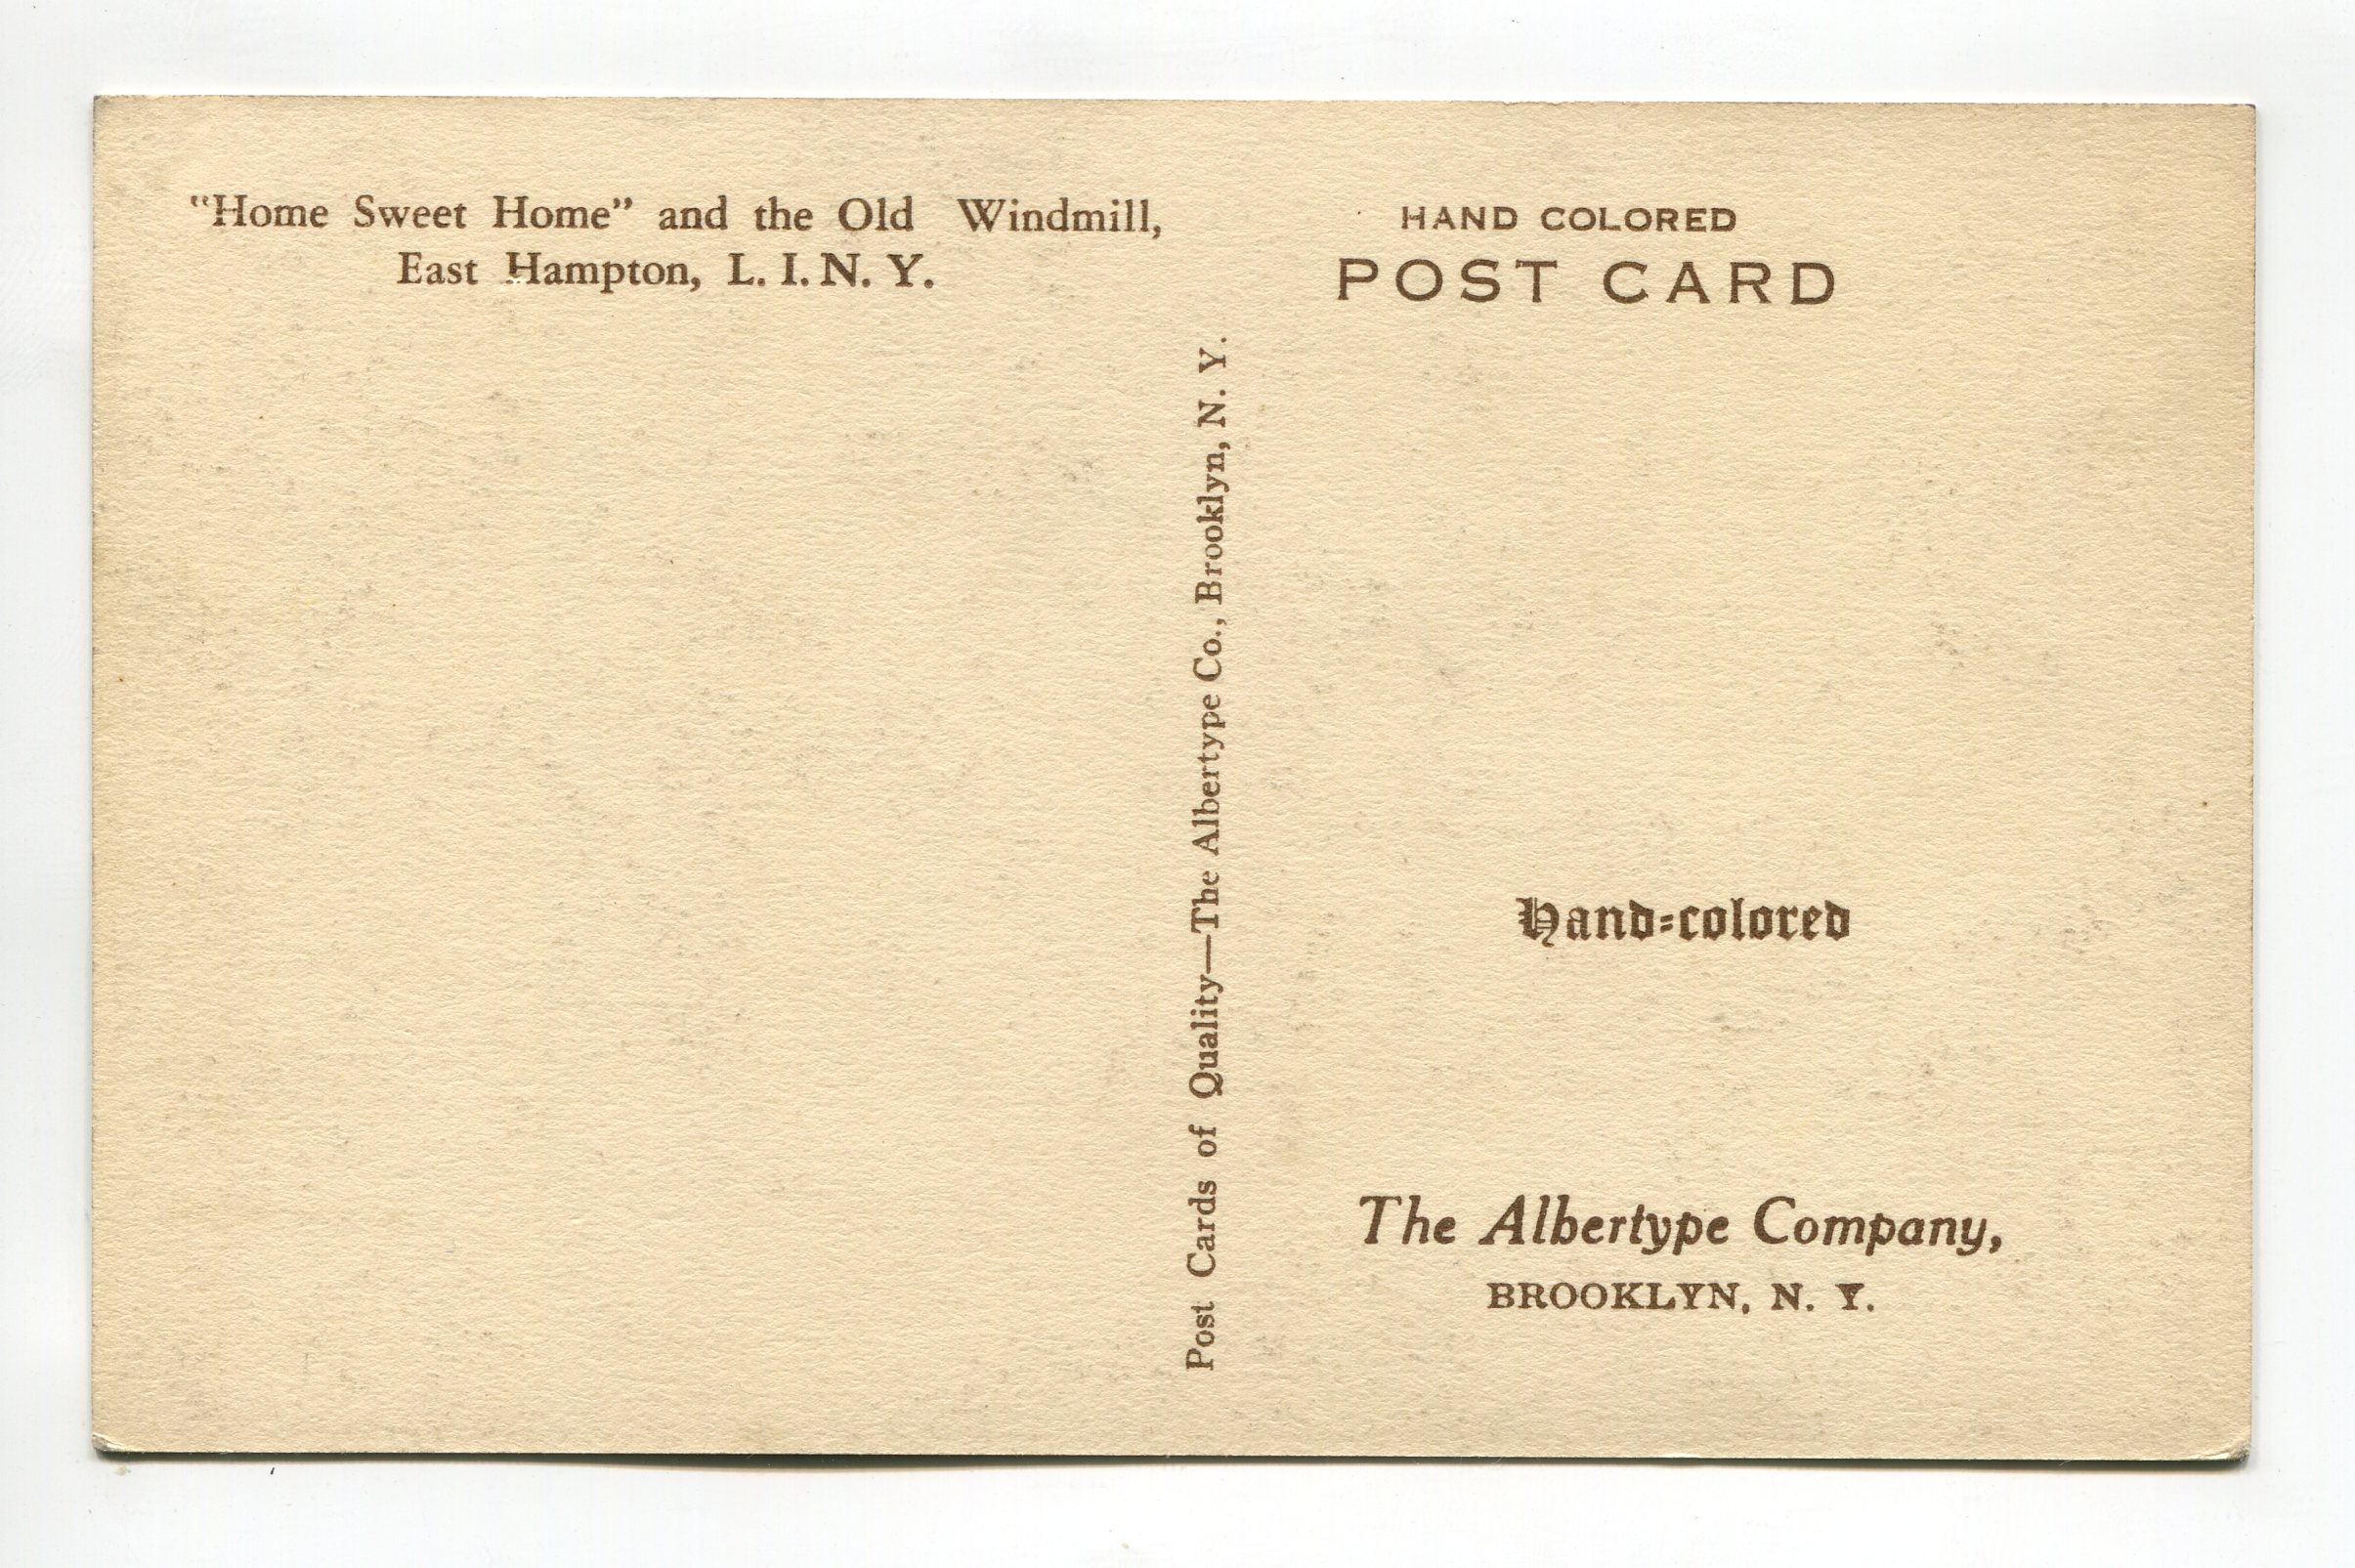 "Home Sweet Home" and the Old Windmill,
East Hampton, L. I. N. Y.
Post Cards of Quality—The Albertype Co., Brooklyn, N. Y.
HAND COLORED
POST CARD
Hand-colored
The Albertype Company,
BROOKLYN, N. Y.